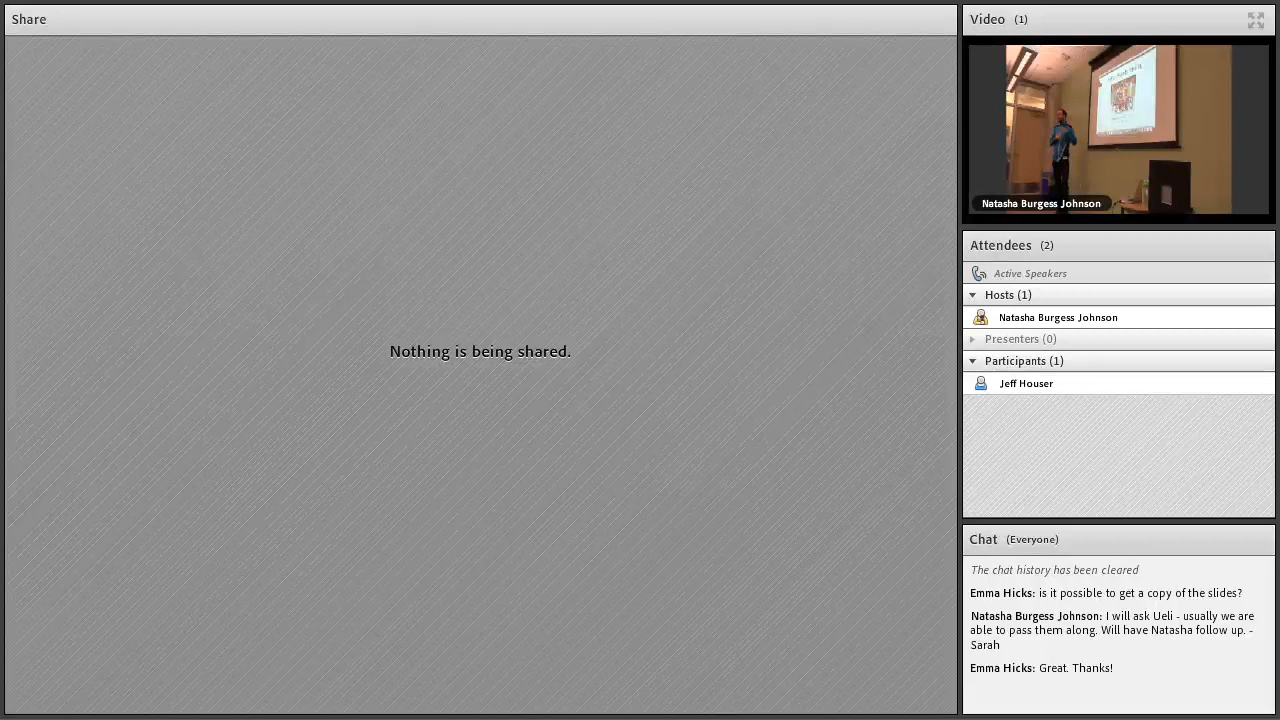 Share
Nothing is being shared.
Video (1)
Natasha Burgess Johnson
Attendees (2)
Active Speakers
Hosts (1)
Natasha Burgess Johnson
Presenters (0)
Participants (1)
Jeff Houser
Chat (Everyone)
The chat history has been cleared
Emma Hicks: is it possible to get a copy of the slides?
Natasha Burgess Johnson: I will ask Ueli - usually we are
able to pass them along. Will have Natasha follow up. -
Sarah
Emma Hicks: Great. Thanks!